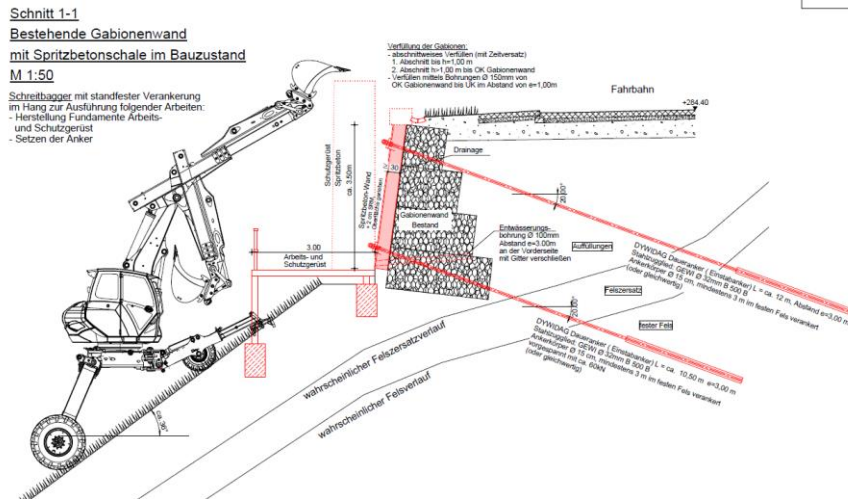 Schnitt 1-1
Bestehende Gabionenwand
mit Spritzbetonschale im Bauzustand
M 1:50
Schreitbagger mit standfester Verankerung
im Hang zur Ausführung folgender Arbeiten:
- Herstellung Fundamente Arbeits-
und Schutzgerüst
- Setzen der Anker
Verfüllung der Gabionen:
- abschnittweises Verfüllen (mit Zeitversatz)
1. Abschnitt bis h=1,00 m
2. Abschnitt h>1,00 m bis OK Gabionenwand
- Verfüllen mittels Bohrungen Ø 150mm von
OK Gabionenwand bis UK im Abstand von e=1,00m
Fahrbahn
+284.40
Drainage
Schutzgerüst
Spritzbeton
ca. 3.50m
Spritzbeton-Wand
30
Gabionenwand
Bestand
Entwässerungs-
bohrung Ø 100mm
Abstand e=3.00m
an der Vorderseite
mit Gitter verschließen
3.00
Arbeits- und
Schutzgerüst
20.00°
Auffüllungen
DYWIDAG Daueranker ( Einstabanker) L = ca. 12 m, Abstand e=3,00 m
Stahlzugglied: GEWI Ø 32mm B 500 B
Ankerkörper Ø 15 cm, mindestens 3 m im festen Fels verankert
(oder gleichwertig)
Felszersatz
20.00°
fester Fels
DYWIDAG Daueranker ( Einstabanker) L = ca. 10,50 m e=3,00 m
Stahlzugglied: GEWI Ø 32mm B 500 B
Ankerkörper Ø 15 cm, mindestens 3 m im festen Fels verankert
vorgespannt mit ca. 60kN
(oder gleichwertig)
wahrscheinlicher Felszersatzverlauf
wahrscheinlicher Felsverlauf
ca. 36°